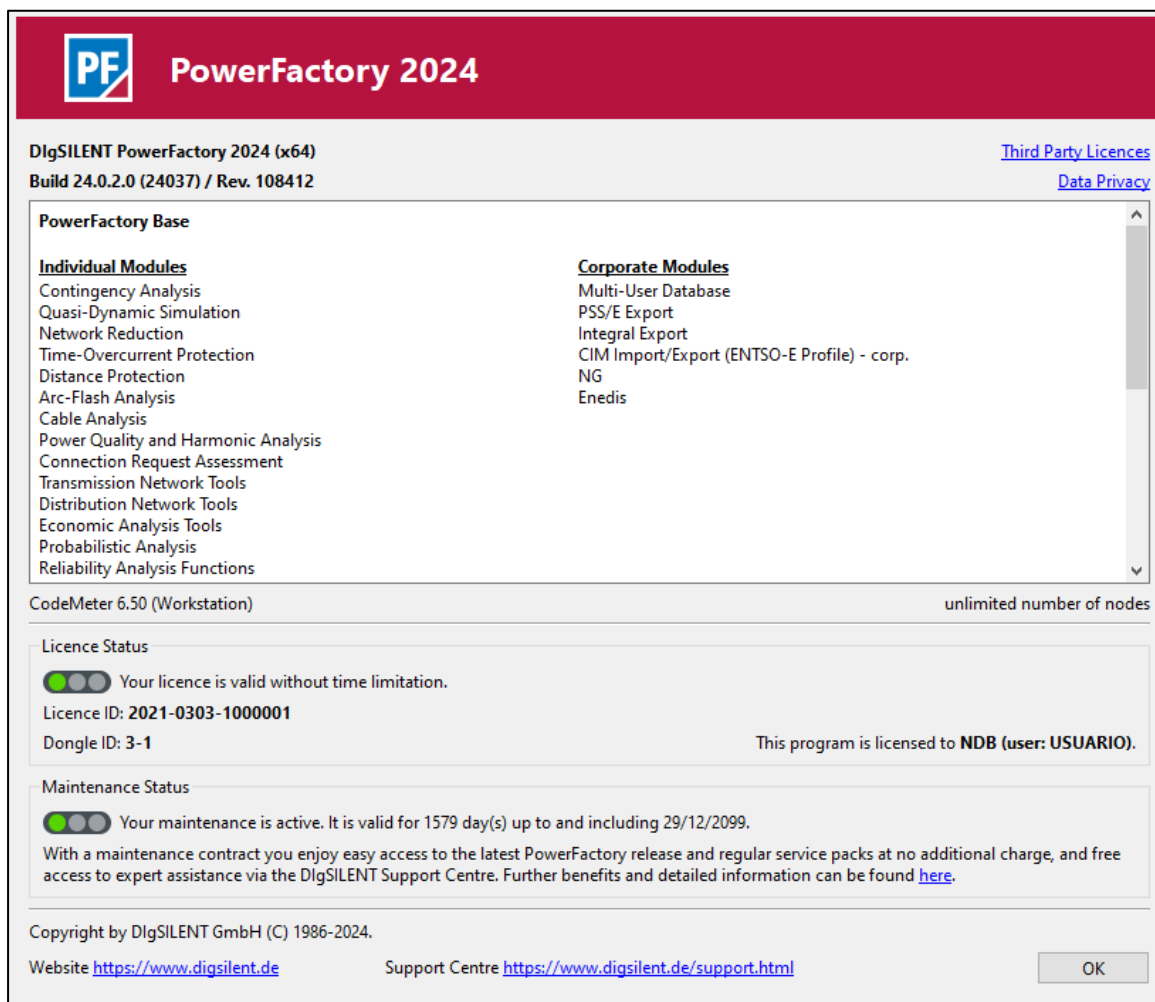 PF
PowerFactory 2024
DIgSILENT PowerFactory 2024 (x64)
Third Party Licences
Build 24.0.2.0 (24037) / Rev. 108412
Data Privacy
PowerFactory Base
Individual Modules
Contingency Analysis
Quasi-Dynamic Simulation
Network Reduction
Time-Overcurrent Protection
Distance Protection
Arc-Flash Analysis
Cable Analysis
Power Quality and Harmonic Analysis
Connection Request Assessment
Transmission Network Tools
Distribution Network Tools
Economic Analysis Tools
Probabilistic Analysis
Reliability Analysis Functions
Corporate Modules
Multi-User Database
PSS/E Export
Integral Export
CIM Import/Export (ENTSO-E Profile) - corp.
NG
Enedis
CodeMeter 6.50 (Workstation)
unlimited number of nodes
Licence Status
Your licence is valid without time limitation.
Licence ID: 2021-0303-1000001
Dongle ID: 3-1
This program is licensed to NDB (user: USUARIO).
Maintenance Status
Your maintenance is active. It is valid for 1579 day(s) up to and including 29/12/2099.
With a maintenance contract you enjoy easy access to the latest PowerFactory release and regular service packs at no additional charge, and free
access to expert assistance via the DIgSILENT Support Centre. Further benefits and detailed information can be found here.
Copyright by DIgSILENT GmbH (C) 1986-2024.
Website https://www.digsilent.de
Support Centre https://www.digsilent.de/support.html
OK